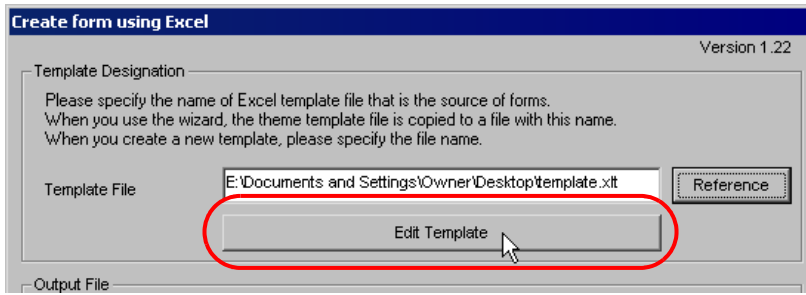 Create form using Excel
Version 1.22
Template Designation
Please specify the name of Excel template file that is the source of forms.
When you use the wizard, the theme template file is copied to a file with this name.
When you create a new template, please specify the file name.
Template File
E:\Documents and Settings\Owner\Desktop\template.xlt
Reference
Edit Template
Output File